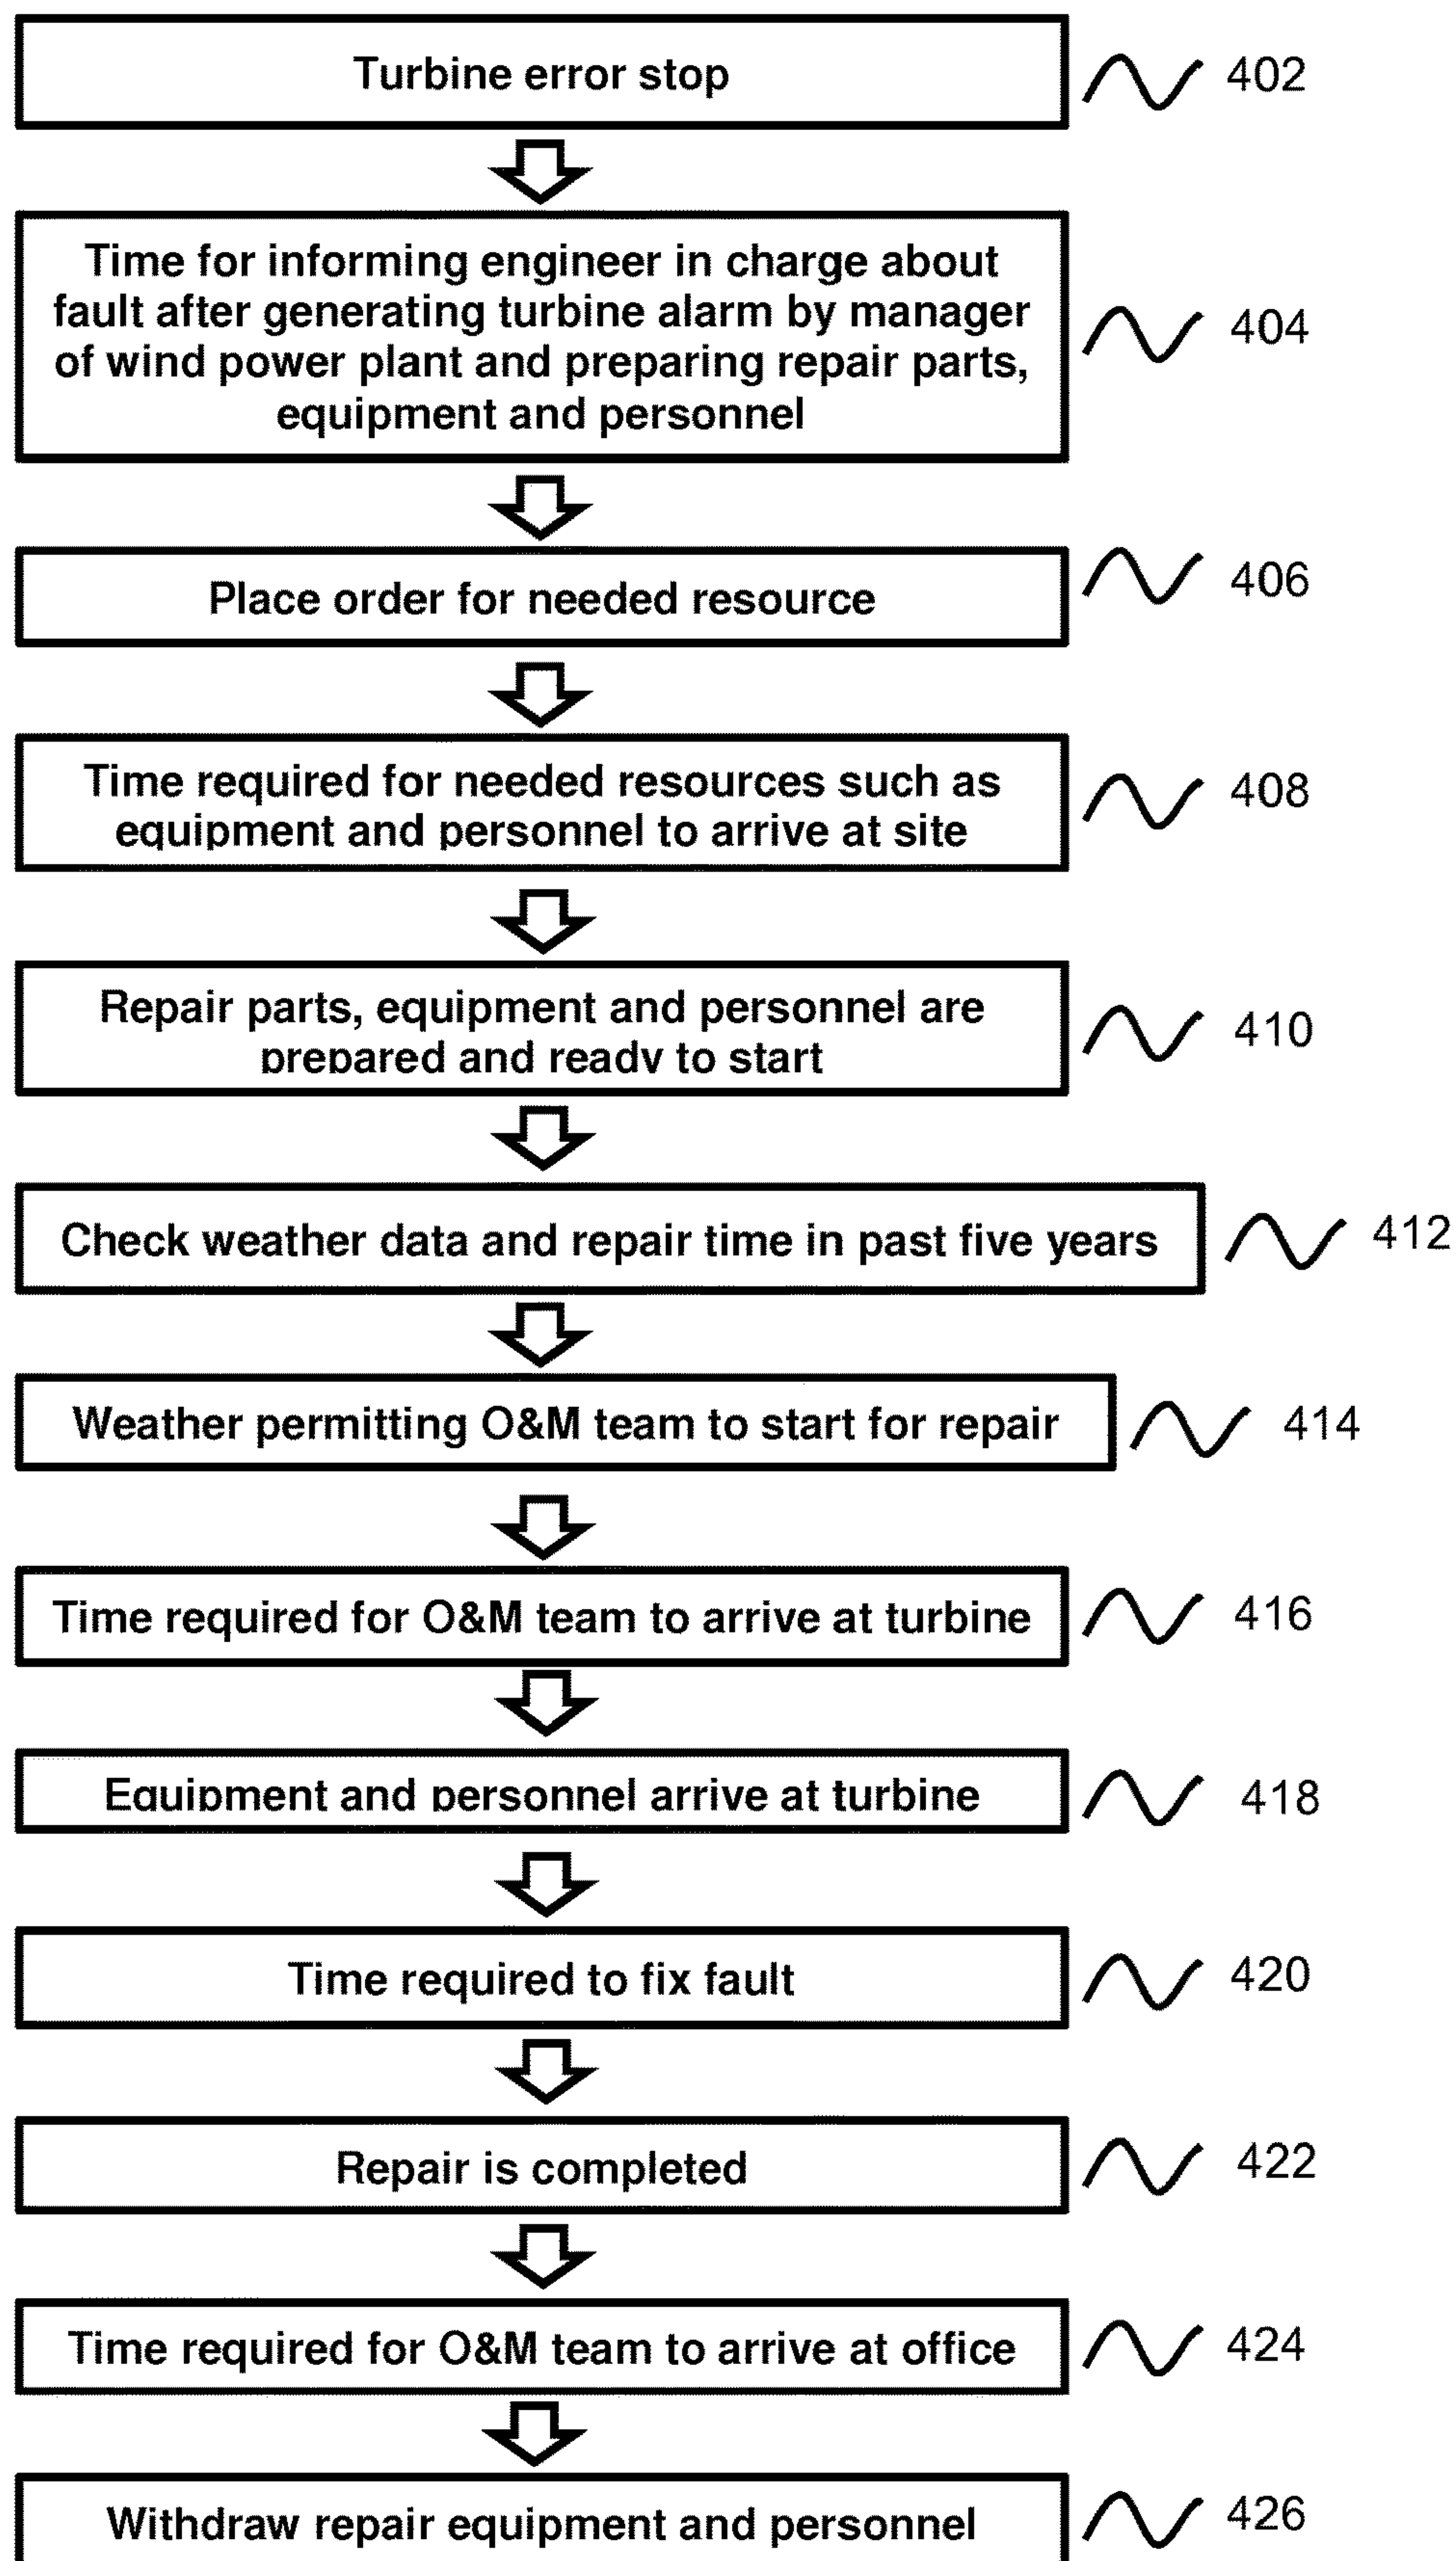 Turbine error stop
402
Time for informing engineer in charge about
fault after generating turbine alarm by manager
of wind power plant and preparing repair parts,
equipment and personnel
404
Place order for needed resource
406
Time required for needed resources such as
equipment and personnel to arrive at site
408
Repair parts, equipment and personnel are
prepared and ready to start
410
Check weather data and repair time in past five years
412
Weather permitting O&M team to start for repair
414
Time required for O&M team to arrive at turbine
416
Equipment and personnel arrive at turbine
418
Time required to fix fault
420
Repair is completed
422
Time required for O&M team to arrive at office
424
Withdraw repair equipment and personnel
426